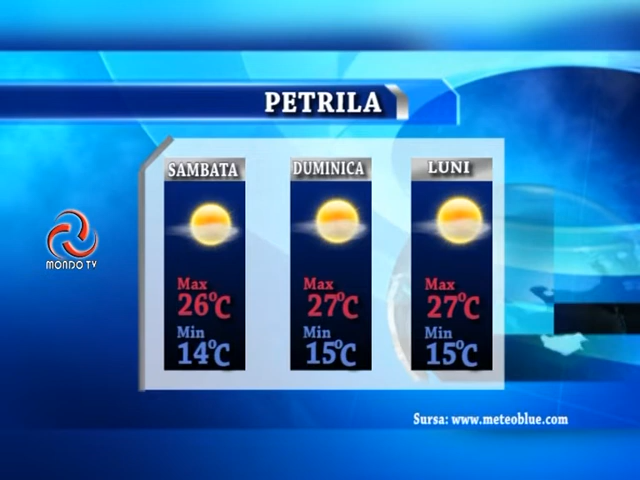 PETRILA
SAMBATA
Max
26°C
Min
14°C
DUMINICA
Max
27°C
Min
15°C
LUNI
Max
27°C
Min
15°C
MONDO TV
Sursa: www.meteoblue.com